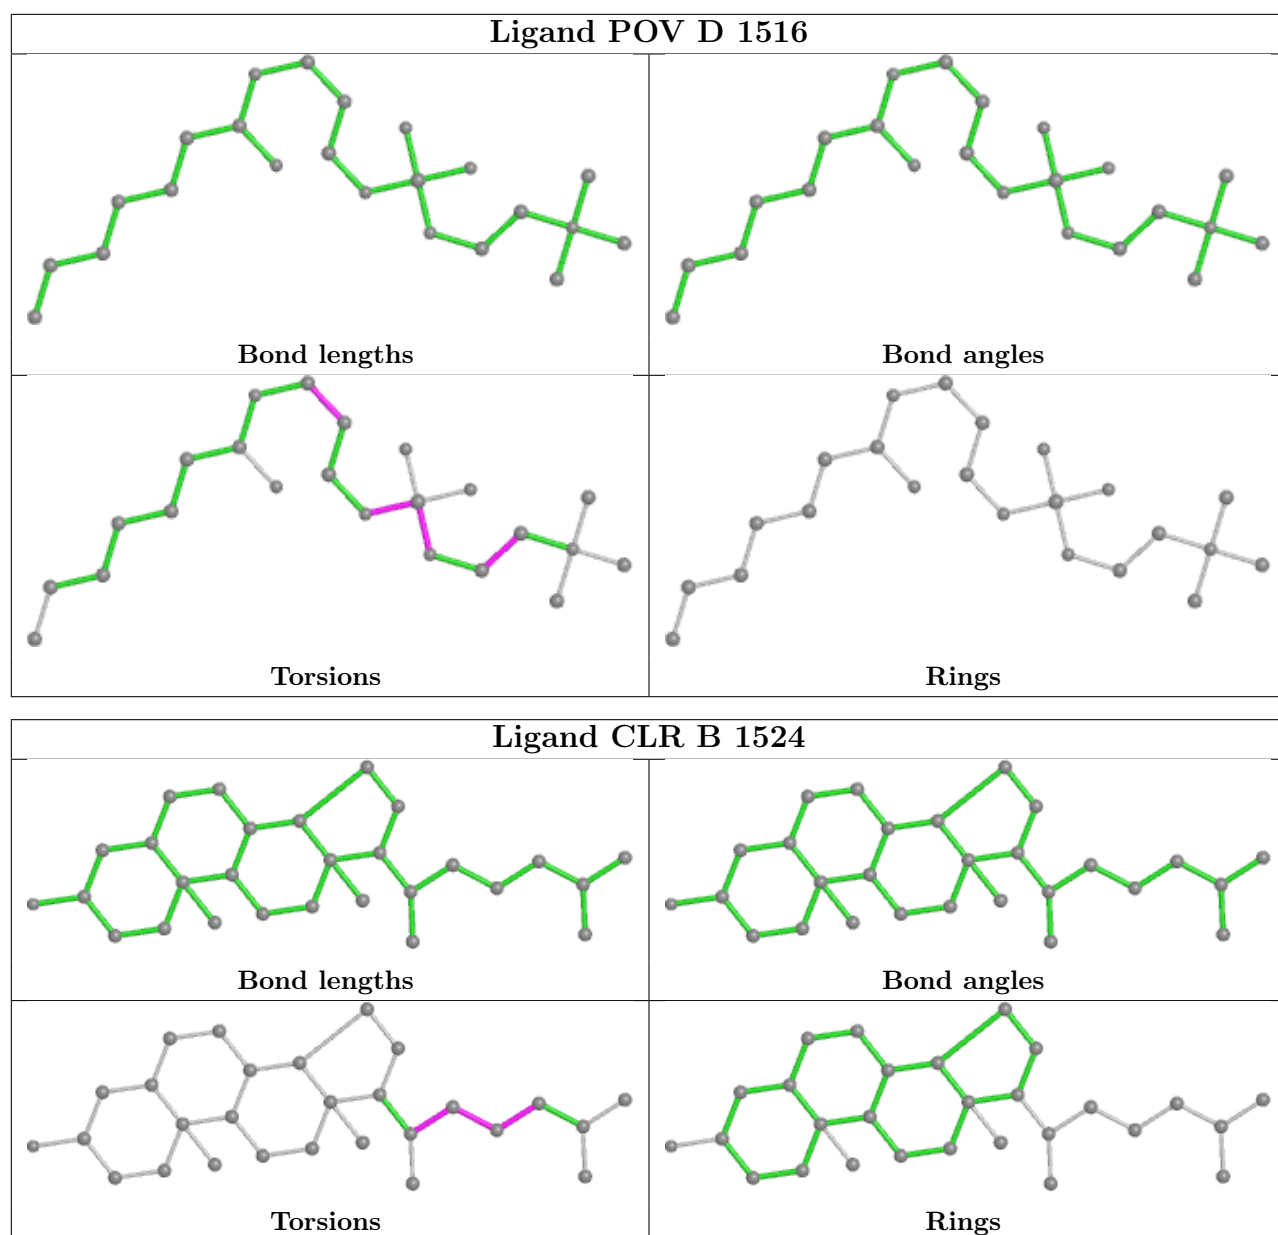 Ligand POV D 1516
Bond lengths
Bond angles
Torsions
Rings
Ligand CLR B 1524
Bond lengths
Bond angles
Torsions
Rings